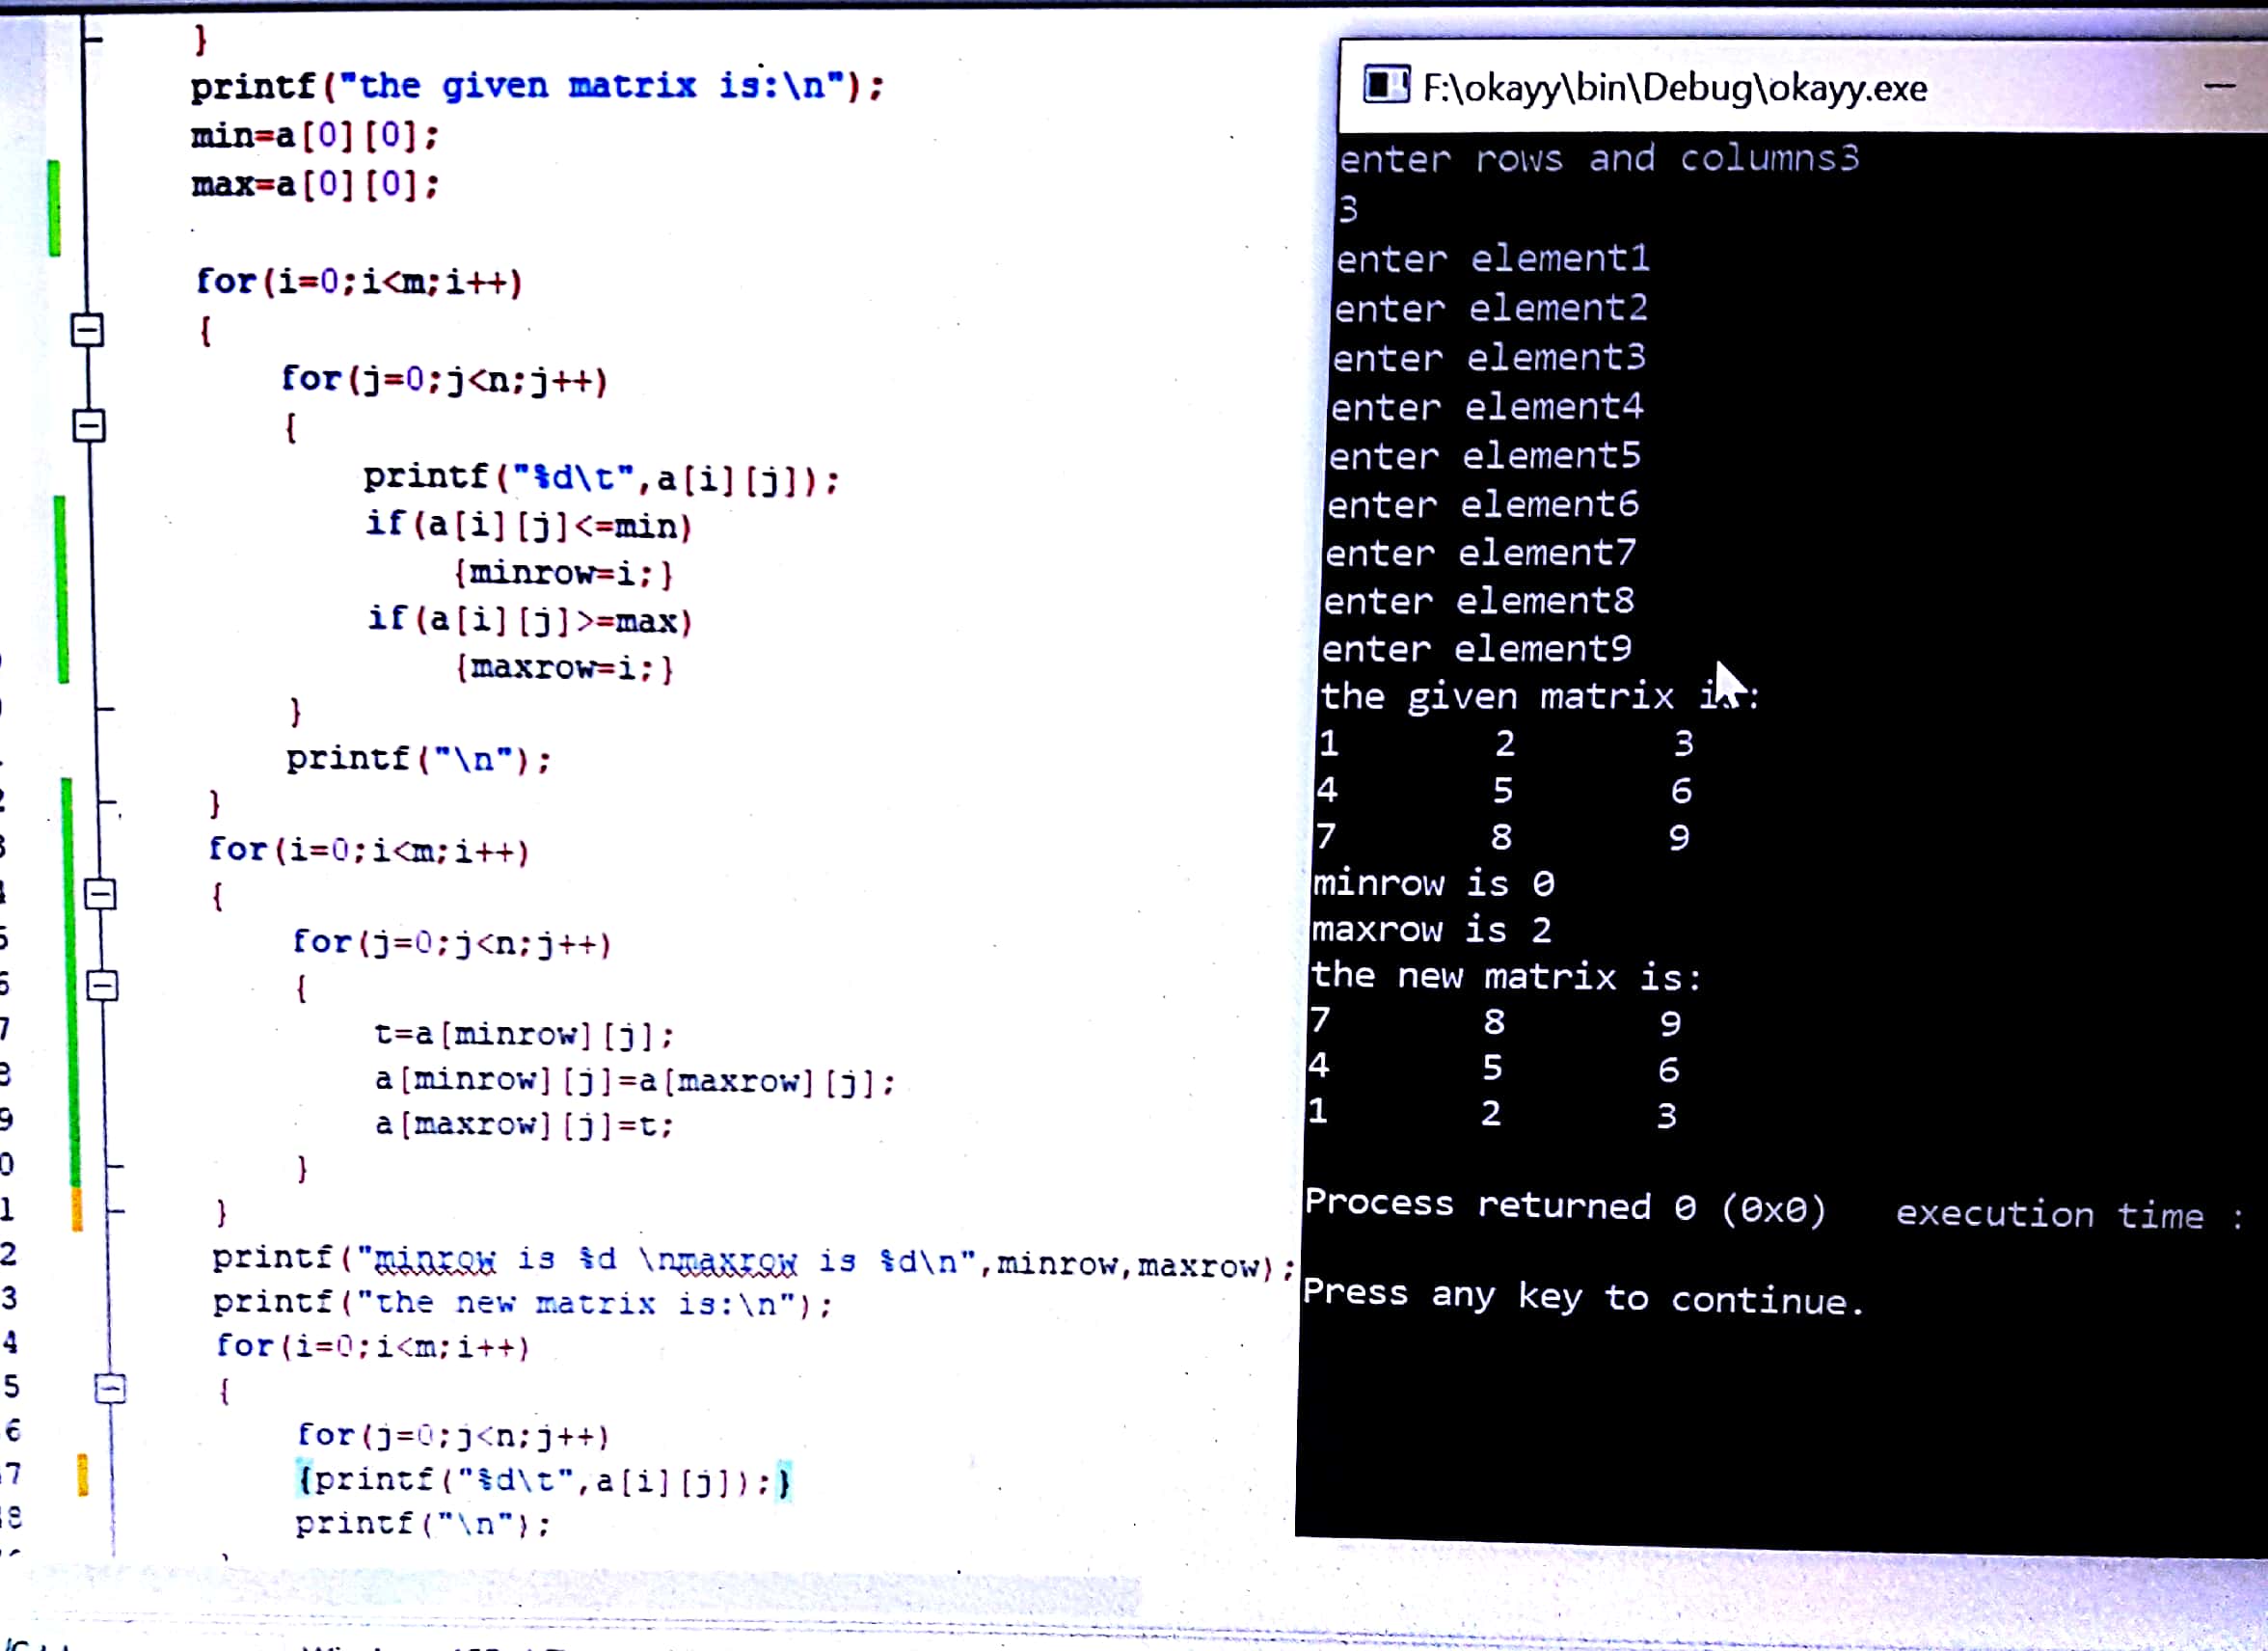 }
printf("the given matrix is:\n");
min=a[0][0];
max=a[0][0];
for(i=0;i<m;i++)
{
for(j=0;j<n;j++)
{
printf("%d\t",a[i][j]);
if(a[i][j]<=min)
{minrow=i;}
if(a[i][j]>=max)
{maxrow=i;}
}
printf("\n");
}
for(i=0;i<m;i++)
{
for(j=0;j<n;j++)
{
t=a[minrow][j];
a[minrow][j]=a[maxrow][j];
a[maxrow][j]=t;
}
}
printf("minrow is %d \nmaxrow is %d\n",minrow,maxrow);
printf("the new matrix is:\n");
for(i=0;i<m;i++)
{
for(j=0;j<n;j++)
{printf("%d\t",a[i][j]);}
printf("\n");
F:\okayy\bin\Debug\okayy.exe
enter rows and columns3
3
enter element1
enter element2
enter element3
enter element4
enter element5
enter element6
enter element7
enter element8
enter element9
the given matrix is:
1 2 3
4 5 6
7 8 9
minrow is 0
maxrow is 2
the new matrix is:
7 8 9
4 5 6
1 2 3
Process returned 0 (0x0) execution time :
Press any key to continue.